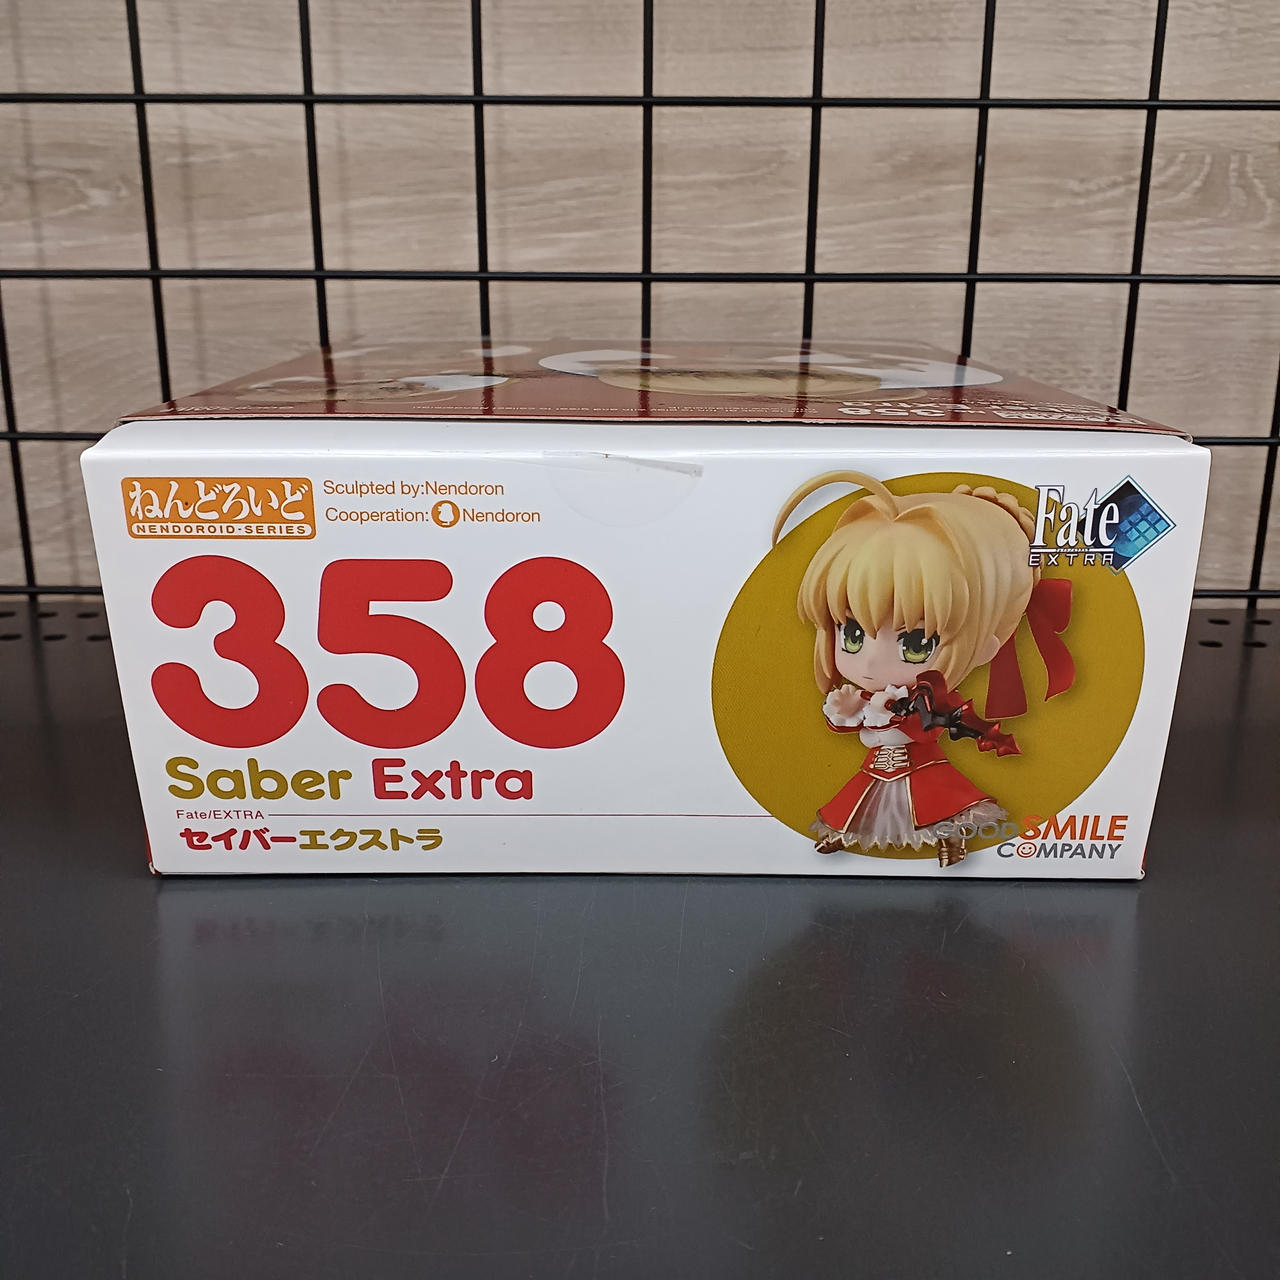 358
ねんどろいど
NENDOROID-SERIES
Sculpted by:Nendoron
Cooperation: Nendoron
Fate
EXTRA
358
Saber Extra
Fate/EXTRA
セイバーエクストラ
GOOD SMILE
COMPANY